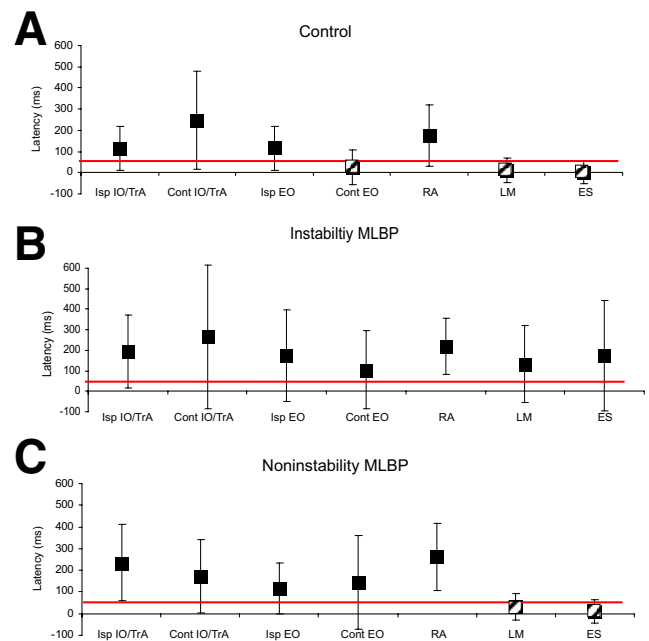 A
Control
600
500
400
300
200
100
0
-100
Latency (ms)
Isp IO/TrA Cont IO/TrA Isp EO Cont EO RA LM ES
B
Instabiltiy MLBP
600
500
400
300
200
100
0
-100
Latency (ms)
Isp IO/TrA Cont IO/TrA Isp EO Cont EO RA LM ES
C
Noninstability MLBP
600
500
400
300
200
100
0
-100
Latency (ms)
Isp IO/TrA Cont IO/TrA Isp EO Cont EO RA LM ES